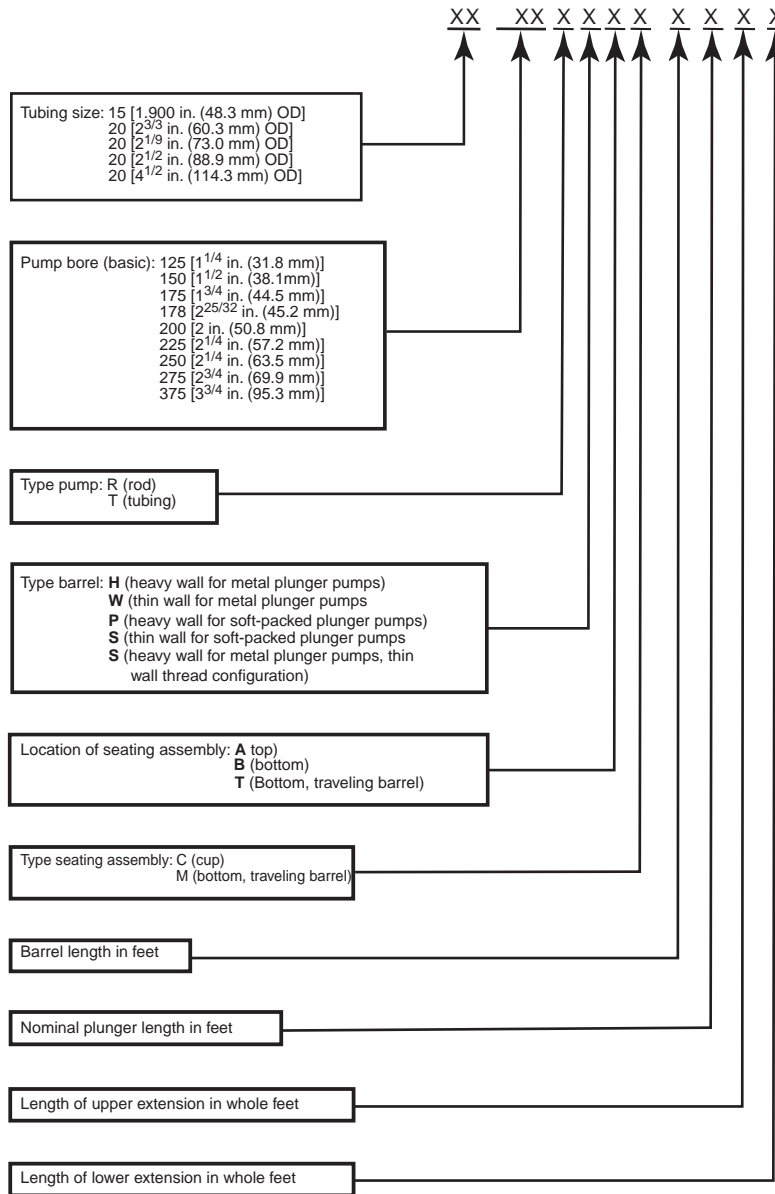 XX XX X X X X X X X X
Tubing size: 15 [1.900 in. (48.3 mm) OD]
20 [2 3/3 in. (60.3 mm) OD]
20 [2 1/9 in. (73.0 mm) OD]
20 [2 1/2 in. (88.9 mm) OD]
20 [4 1/2 in. (114.3 mm) OD]
Pump bore (basic): 125 [1 1/4 in. (31.8 mm)]
150 [1 1/2 in. (38.1mm)]
175 [1 3/4 in. (44.5 mm)]
178 [2 25/32 in. (45.2 mm)]
200 [2 in. (50.8 mm)]
225 [2 1/4 in. (57.2 mm)]
250 [2 1/4 in. (63.5 mm)]
275 [2 3/4 in. (69.9 mm)]
375 [3 3/4 in. (95.3 mm)]
Type pump: R (rod)
T (tubing)
Type barrel: H (heavy wall for metal plunger pumps)
W (thin wall for metal plunger pumps
P (heavy wall for soft-packed plunger pumps)
S (thin wall for soft-packed plunger pumps
S (heavy wall for metal plunger pumps, thin
wall thread configuration)
Location of seating assembly: A top)
B (bottom)
T (Bottom, traveling barrel)
Type seating assembly: C (cup)
M (bottom, traveling barrel)
Barrel length in feet
Nominal plunger length in feet
Length of upper extension in whole feet
Length of lower extension in whole feet